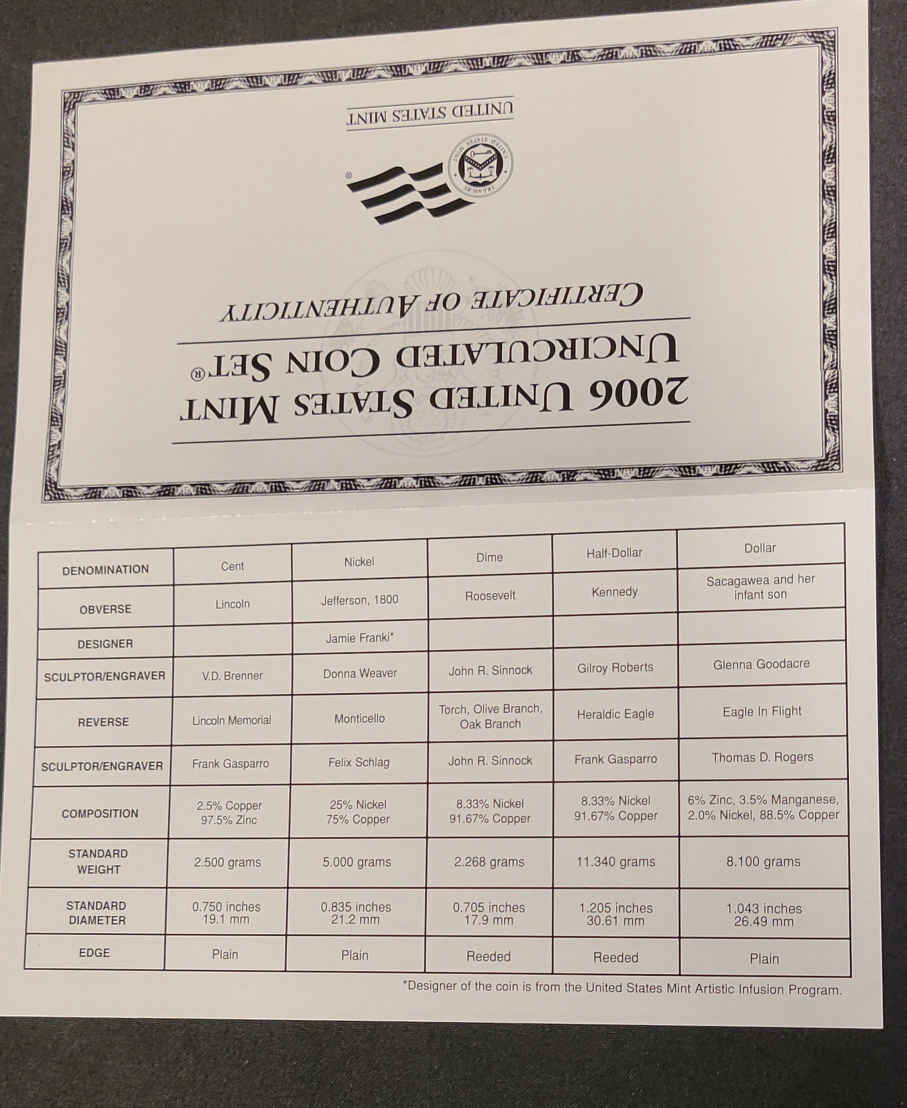 UNITED STATES MINT
®
CERTIFICATE OF AUTHENTICITY
UNCIRCULATED COIN SET®
2006 UNITED STATES MINT
DENOMINATION Cent Nickel Dime Half-Dollar Dollar
OBVERSE Lincoln Jefferson, 1800 Roosevelt Kennedy Sacagawea and her
infant son
DESIGNER Jamie Franki*
SCULPTOR/ENGRAVER V.D. Brenner Donna Weaver John R. Sinnock Gilroy Roberts Glenna Goodacre
REVERSE Lincoln Memorial Monticello Torch, Olive Branch, Heraldic Eagle Eagle In Flight
Oak Branch
SCULPTOR/ENGRAVER Frank Gasparro Felix Schlag John R. Sinnock Frank Gasparro Thomas D. Rogers
COMPOSITION 2.5% Copper 25% Nickel 8.33% Nickel 8.33% Nickel 6% Zinc, 3.5% Manganese,
97.5% Zinc 75% Copper 91.67% Copper 91.67% Copper 2.0% Nickel, 88.5% Copper
STANDARD
WEIGHT 2.500 grams 5.000 grams 2.268 grams 11.340 grams 8.100 grams
STANDARD 0.750 inches 0.835 inches 0.705 inches 1.205 inches 1.043 inches
DIAMETER 19.1 mm 21.2 mm 17.9 mm 30.61 mm 26.49 mm
EDGE Plain Plain Reeded Reeded Plain
*Designer of the coin is from the United States Mint Artistic Infusion Program.